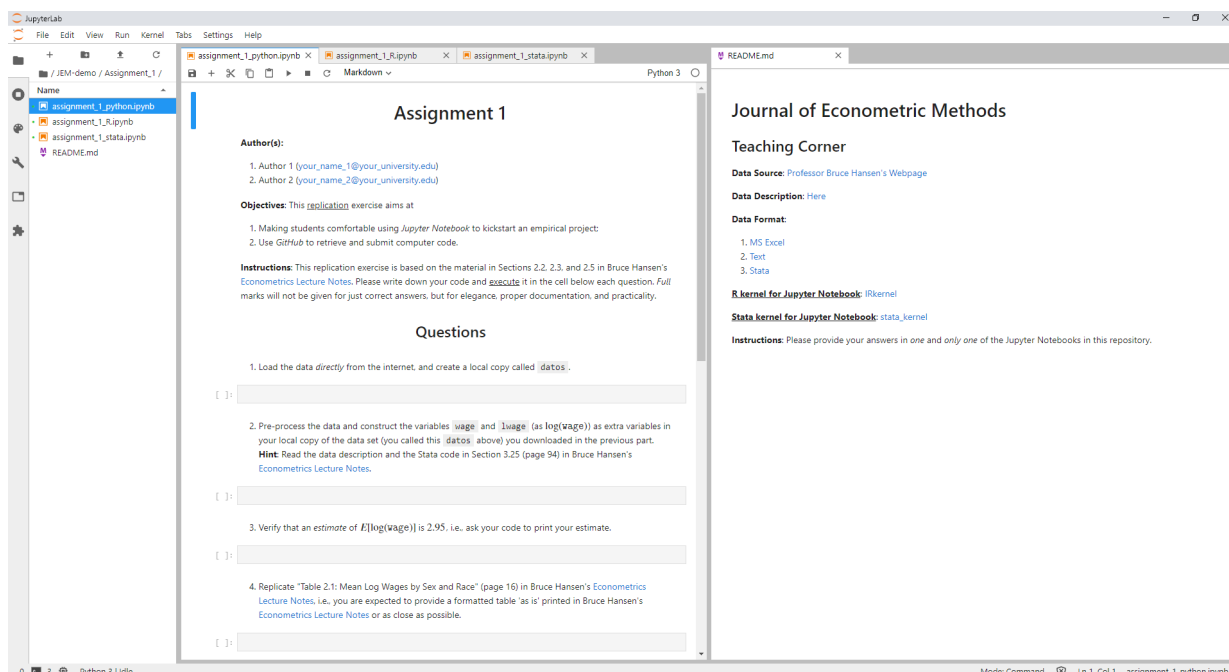 JupyterLab
File Edit View Run Kernel Tabs Settings Help
/ JEM-demo / Assignment_1 /
Name
assignment_1_python.ipynb
assignment_1_R.ipynb
assignment_1_stata.ipynb
README.md
assignment_1_python.ipynb
assignment_1_R.ipynb
assignment_1_stata.ipynb
Markdown
Python 3
Assignment 1
Author(s):
1. Author 1 (your_name_1@your_university.edu)
2. Author 2 (your_name_2@your_university.edu)
Objectives: This replication exercise aims at
1. Making students comfortable using Jupyter Notebook to kickstart an empirical project;
2. Use GitHub to retrieve and submit computer code.
Instructions: This replication exercise is based on the material in Sections 2.2, 2.3, and 2.5 in Bruce Hansen's
Econometrics Lecture Notes. Please write down your code and execute it in the cell below each question. Full
marks will not be given for just correct answers, but for elegance, proper documentation, and practicality.
Questions
1. Load the data directly from the internet, and create a local copy called datos.
[ ]:
2. Pre-process the data and construct the variables wage and lwage (as log(wage)) as extra variables in
your local copy of the data set (you called this datos above) you downloaded in the previous part.
Hint: Read the data description and the Stata code in Section 3.25 (page 94) in Bruce Hansen's
Econometrics Lecture Notes.
[ ]:
3. Verify that an estimate of E[log(wage)] is 2.95, i.e., ask your code to print your estimate.
[ ]:
4. Replicate "Table 2.1: Mean Log Wages by Sex and Race" (page 16) in Bruce Hansen's Econometrics
Lecture Notes, i.e., you are expected to provide a formatted table 'as is' printed in Bruce Hansen's
Econometrics Lecture Notes or as close as possible.
[ ]:
README.md
Journal of Econometric Methods
Teaching Corner
Data Source: Professor Bruce Hansen's Webpage
Data Description: Here
Data Format:
1. MS Excel
2. Text
3. Stata
R kernel for Jupyter Notebook: IRkernel
Stata kernel for Jupyter Notebook: stata_kernel
Instructions: Please provide your answers in one and only one of the Jupyter Notebooks in this repository.
0 3 Python 3 | Idle
Mode: Command Ln 1, Col 1 assignment_1_python.ipynb